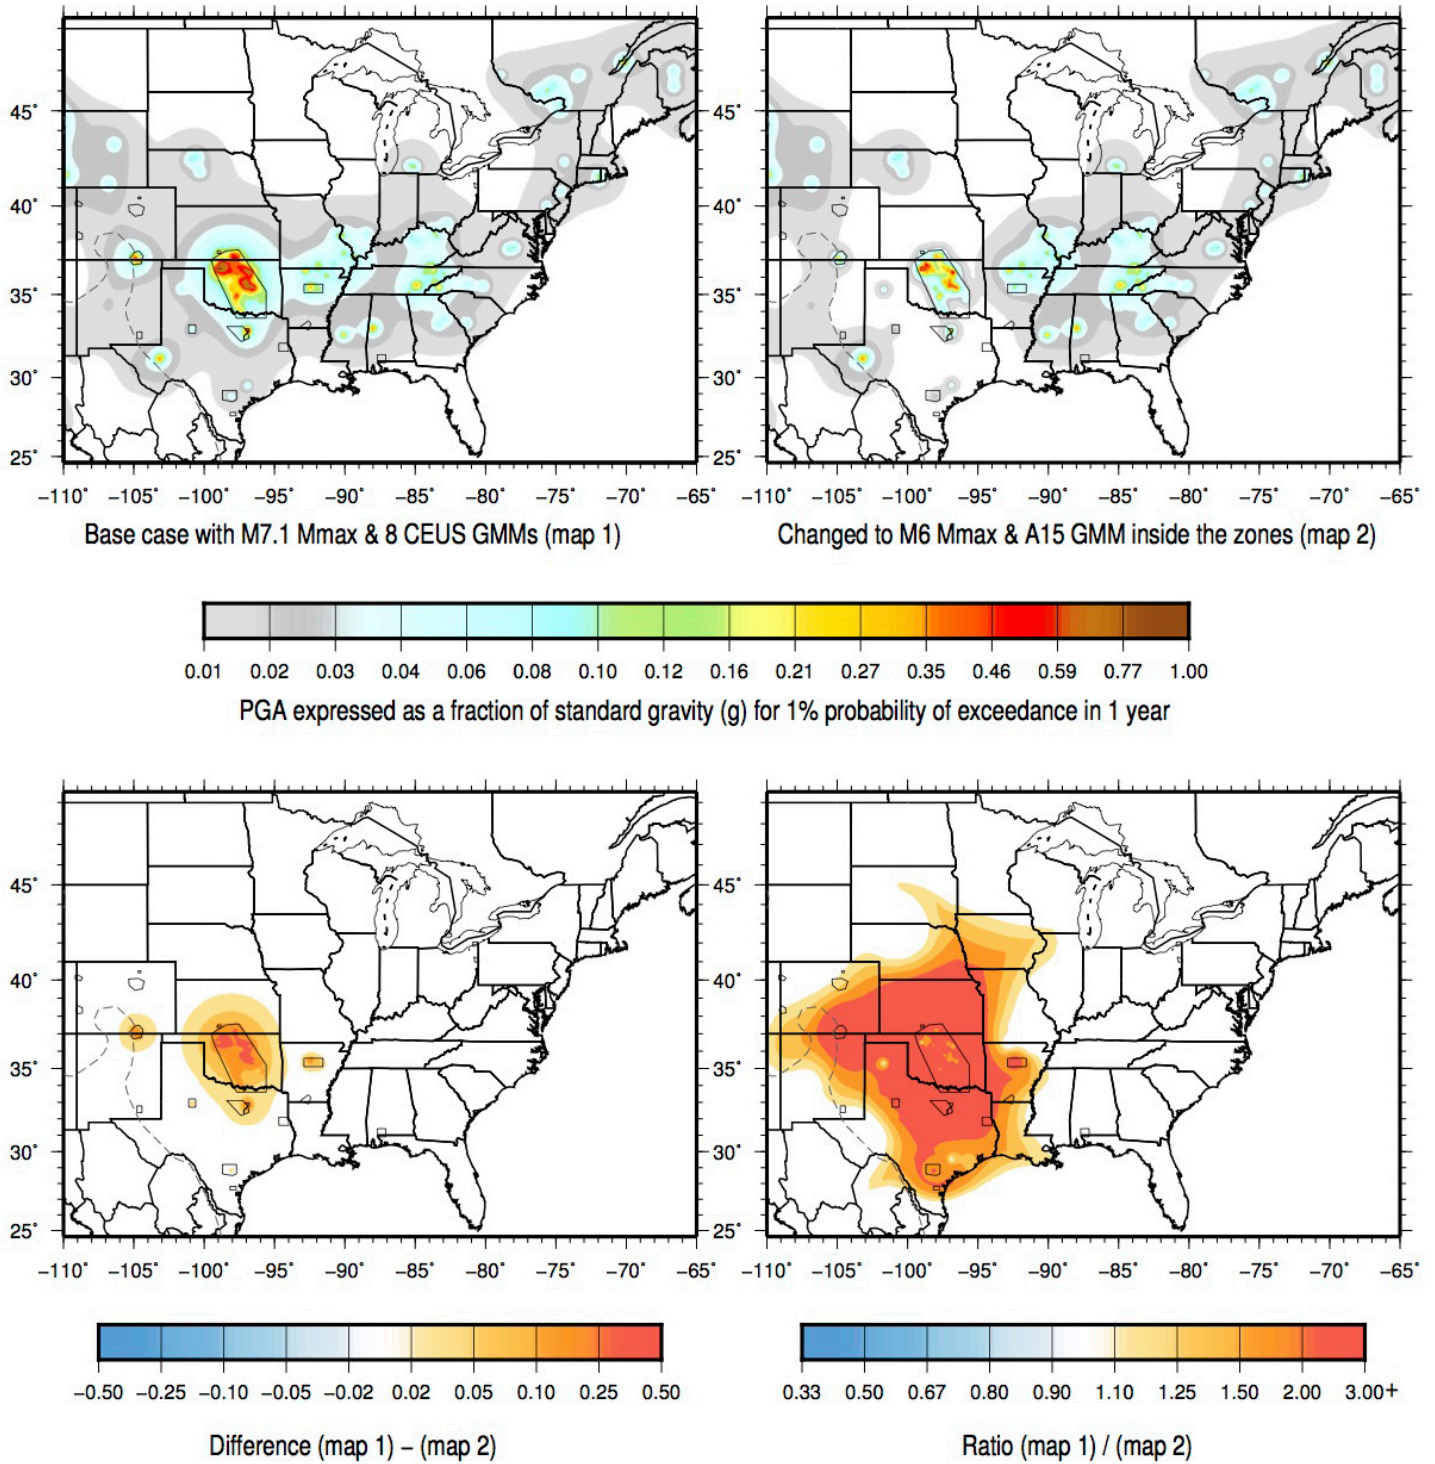 45˚ 45˚
40˚ 40˚
35˚ 35˚
30˚ 30˚
25˚ 25˚
−110˚ −105˚ −100˚ −95˚ −90˚ −85˚ −80˚ −75˚ −70˚ −65˚ −110˚ −105˚ −100˚ −95˚ −90˚ −85˚ −80˚ −75˚ −70˚ −65˚
Base case with M7.1 Mmax & 8 CEUS GMMs (map 1)
Changed to M6 Mmax & A15 GMM inside the zones (map 2)
0.01 0.02 0.03 0.04 0.06 0.08 0.10 0.12 0.16 0.21 0.27 0.35 0.46 0.59 0.77 1.00
PGA expressed as a fraction of standard gravity (g) for 1% probability of exceedance in 1 year
45˚ 45˚
40˚ 40˚
35˚ 35˚
30˚ 30˚
25˚ 25˚
−110˚ −105˚ −100˚ −95˚ −90˚ −85˚ −80˚ −75˚ −70˚ −65˚ −110˚ −105˚ −100˚ −95˚ −90˚ −85˚ −80˚ −75˚ −70˚ −65˚
−0.50 −0.25 −0.10 −0.05 −0.02 0.02 0.05 0.10 0.25 0.50
Difference (map 1) − (map 2)
0.33 0.50 0.67 0.80 0.90 1.10 1.25 1.50 2.00 3.00+
Ratio (map 1) / (map 2)